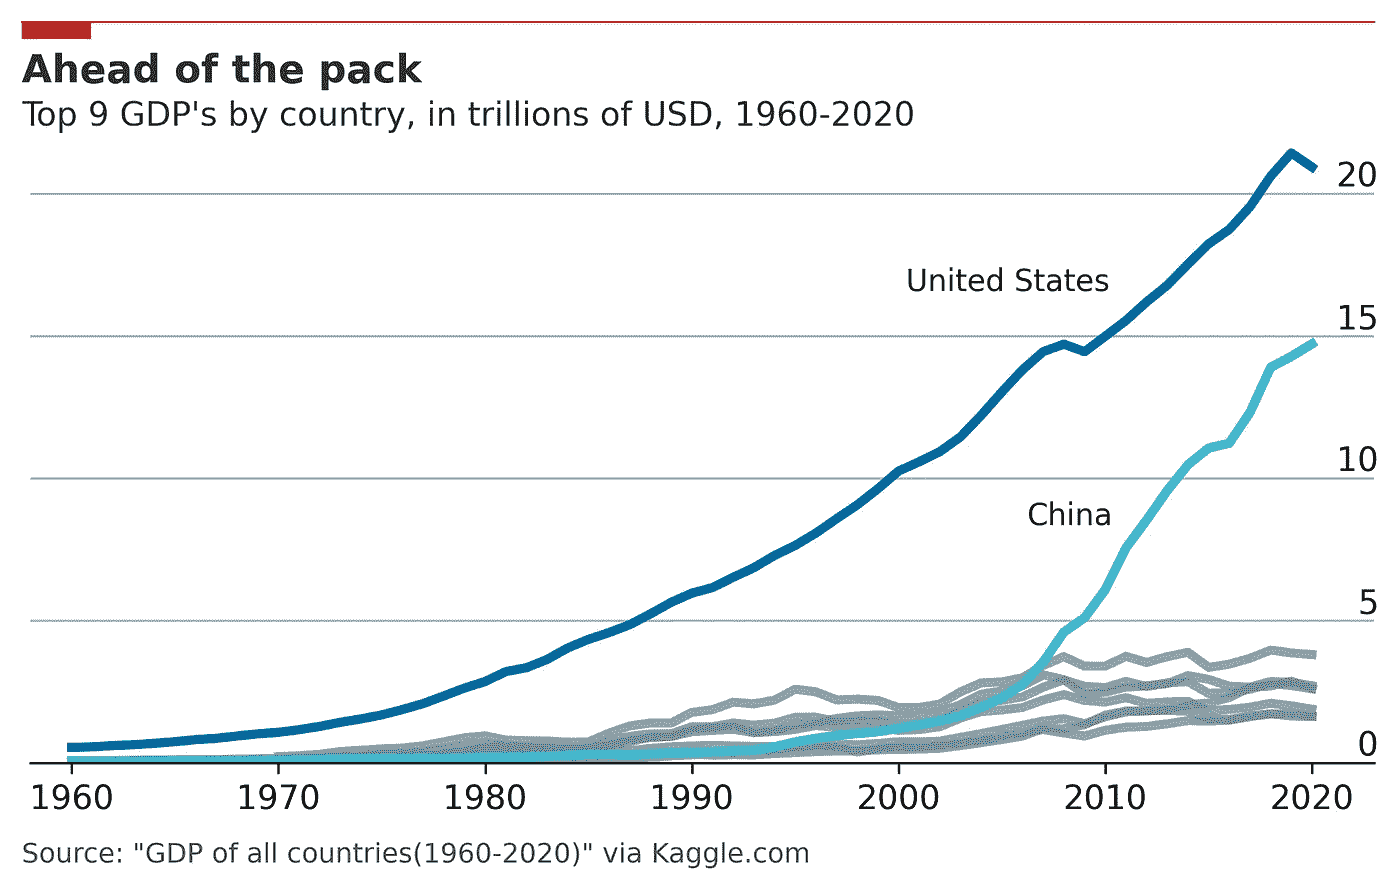 Ahead of the pack
Top 9 GDP's by country, in trillions of USD, 1960-2020
20
United States
15
10
China
5
0
1960 1970 1980 1990 2000 2010 2020
Source: "GDP of all countries(1960-2020)" via Kaggle.com